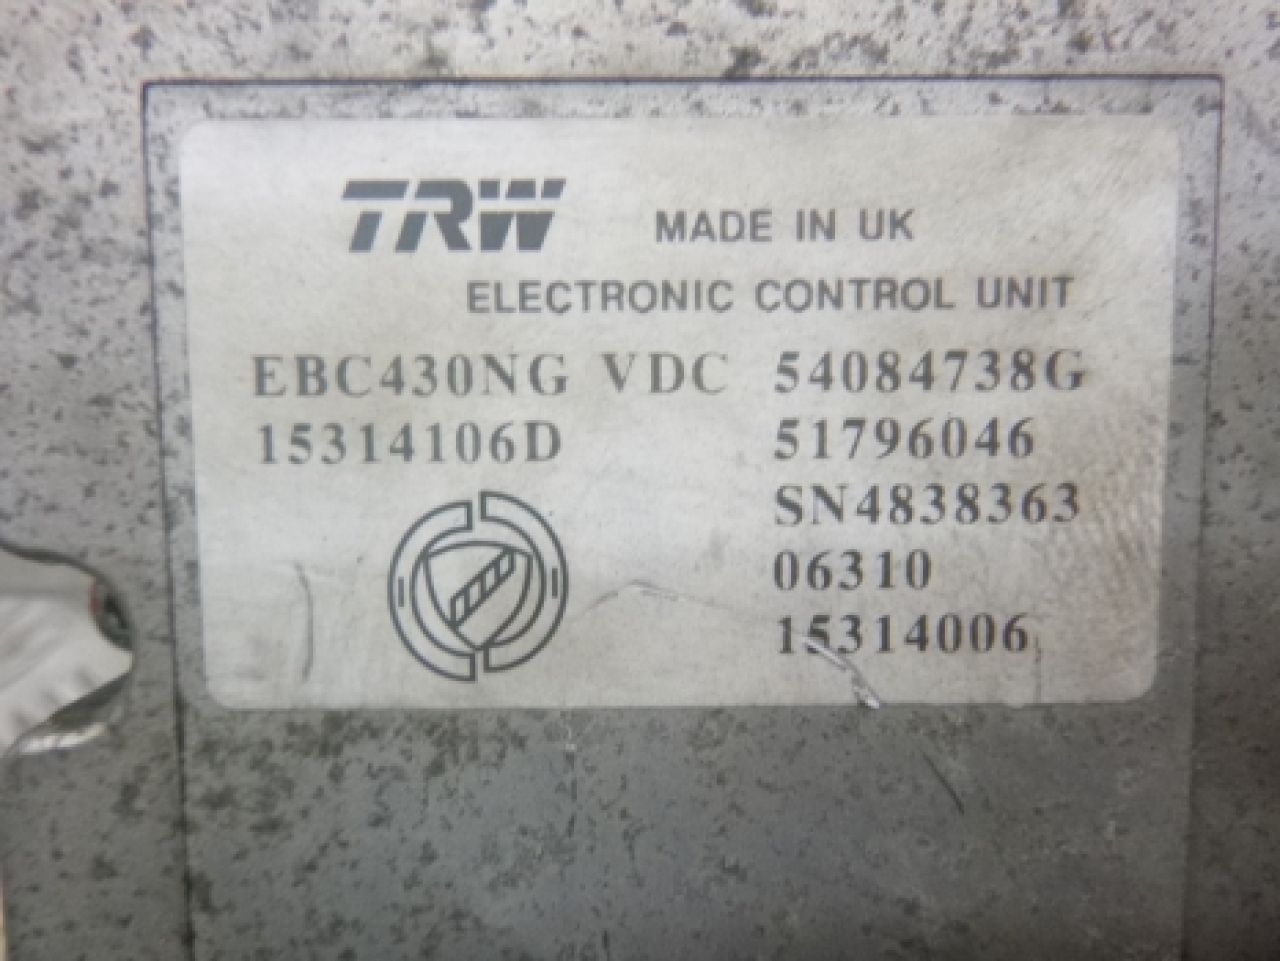 TRW MADE IN UK
ELECTRONIC CONTROL UNIT
EBC430NG VDC 54084738G
15314106D 51796046
SN4838363
06310
15314006